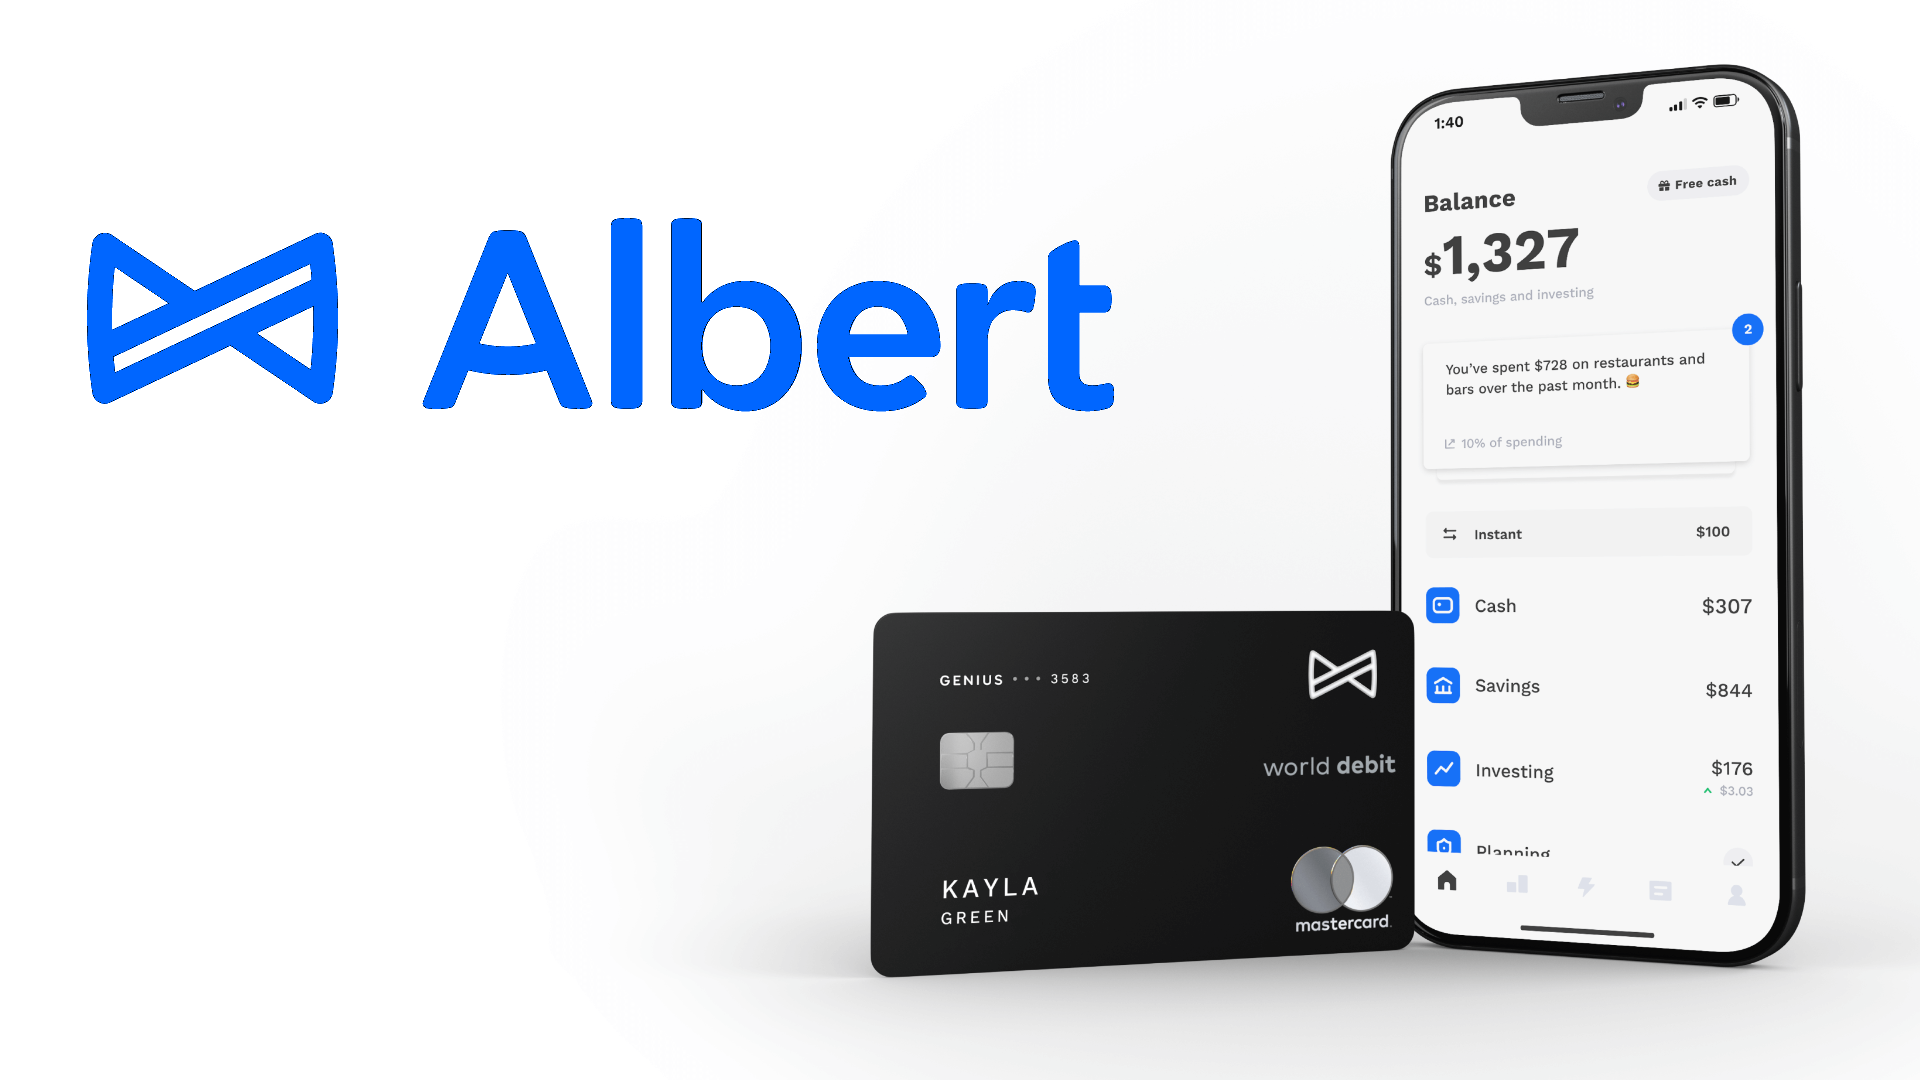 Albert
1:40
Free cash
Balance
$1,327
Cash, savings and investing
2
You've spent $728 on restaurants and
bars over the past month. 🍔
10% of spending
Instant $100
Cash $307
Savings $844
Investing $176
$3.03
Planning
GENIUS • • • 3583
world debit
KAYLA
GREEN
mastercard.